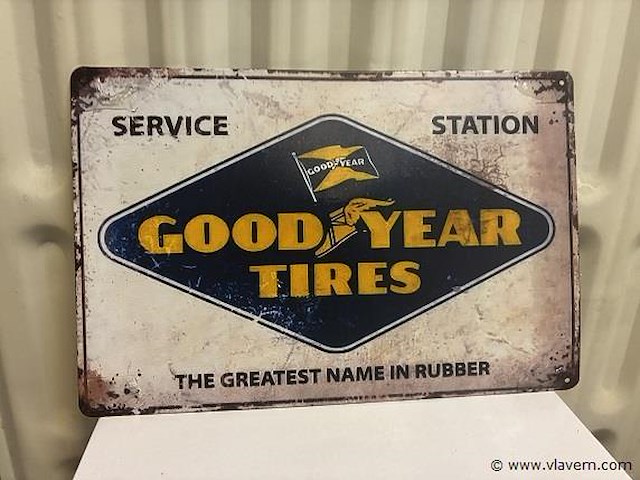 SERVICE STATION
GOOD YEAR
GOOD YEAR
TIRES
THE GREATEST NAME IN RUBBER
© www.vlavem.com